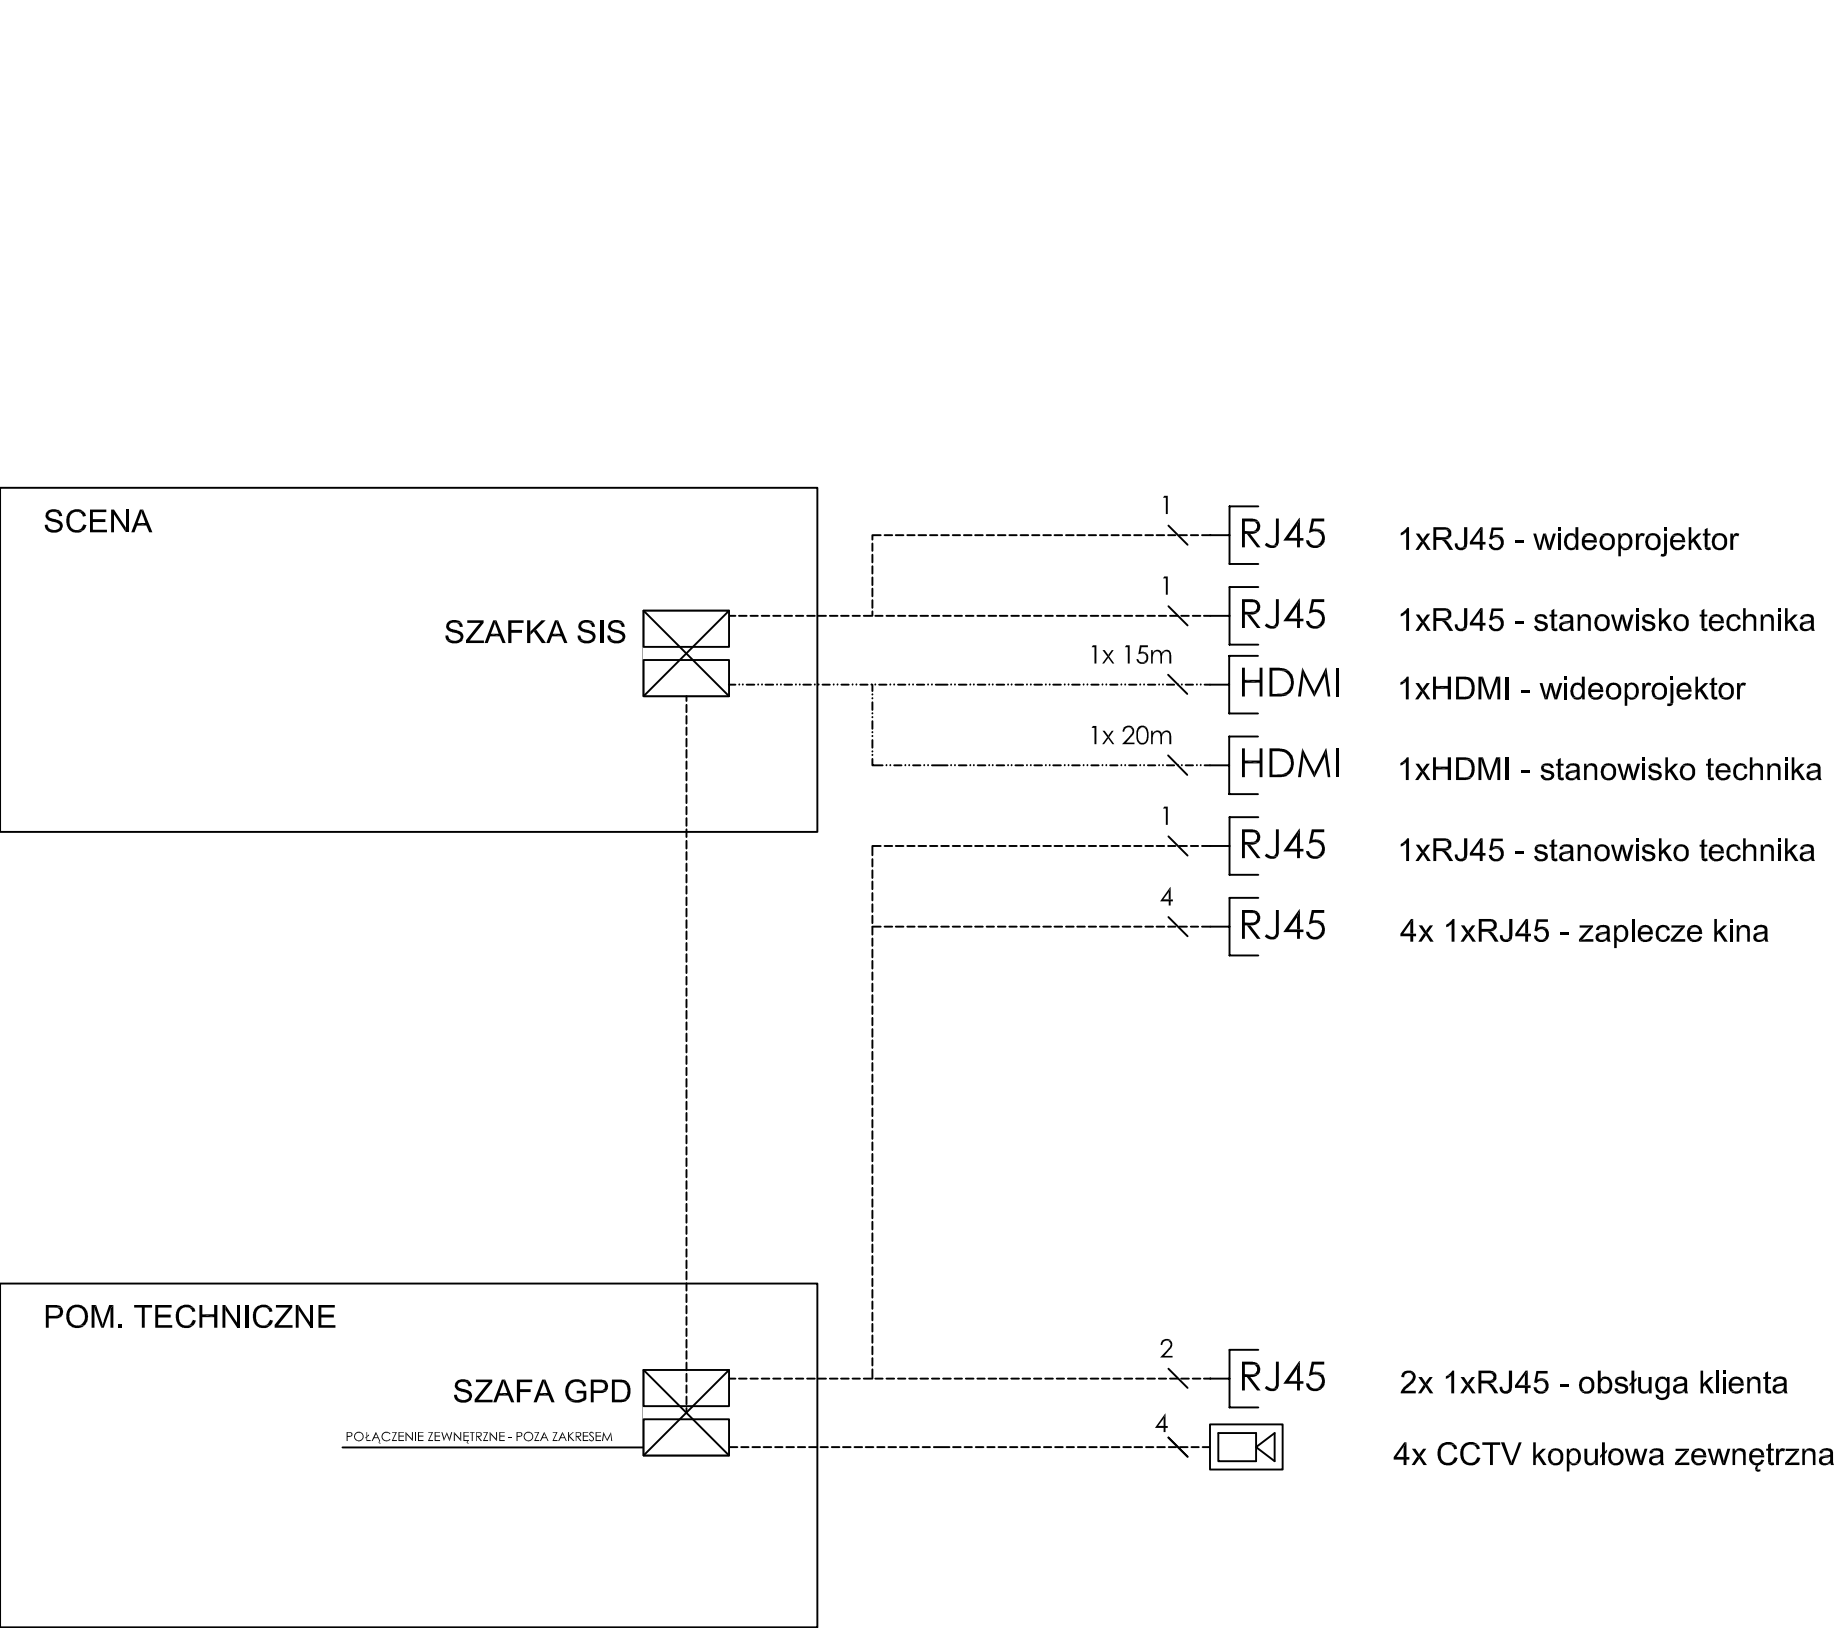 SCENA
SZAFKA SIS
1
RJ45 1xRJ45 - wideoprojektor
1
RJ45 1xRJ45 - stanowisko technika
1x 15m
HDMI 1xHDMI - wideoprojektor
1x 20m
HDMI 1xHDMI - stanowisko technika
1
RJ45 1xRJ45 - stanowisko technika
4
RJ45 4x 1xRJ45 - zaplecze kina
POM. TECHNICZNE
SZAFA GPD
POŁĄCZENIE ZEWNĘTRZNE - POZA ZAKRESEM
2
RJ45 2x 1xRJ45 - obsługa klienta
4
4x CCTV kopułowa zewnętrzna